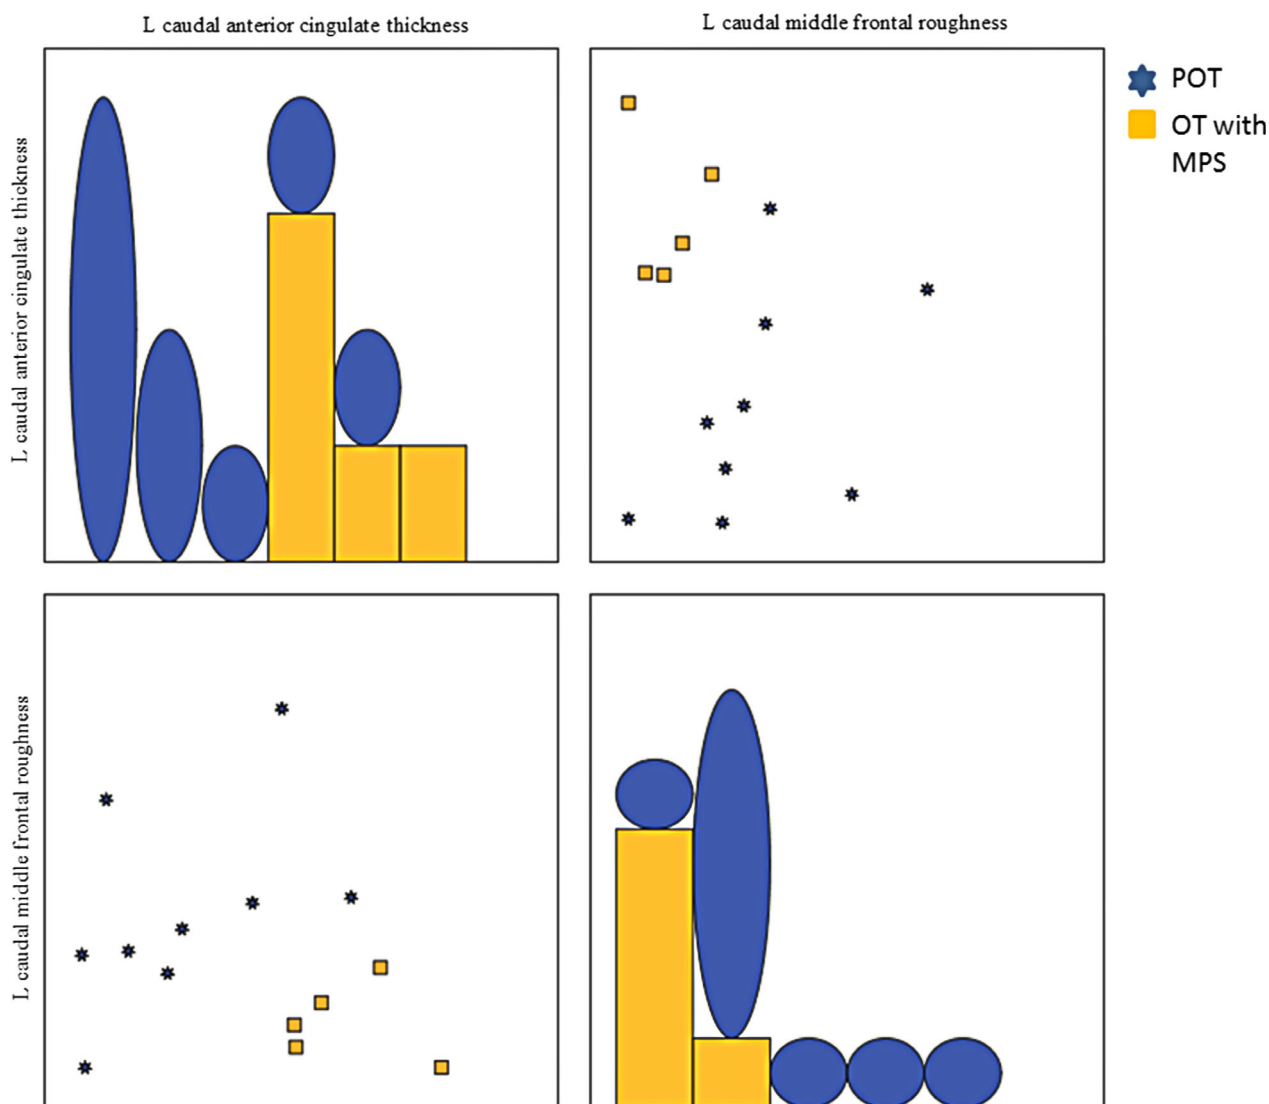 L caudal anterior cingulate thickness
L caudal middle frontal roughness
POT
OT with
MPS
L caudal anterior cingulate thickness
L caudal middle frontal roughness